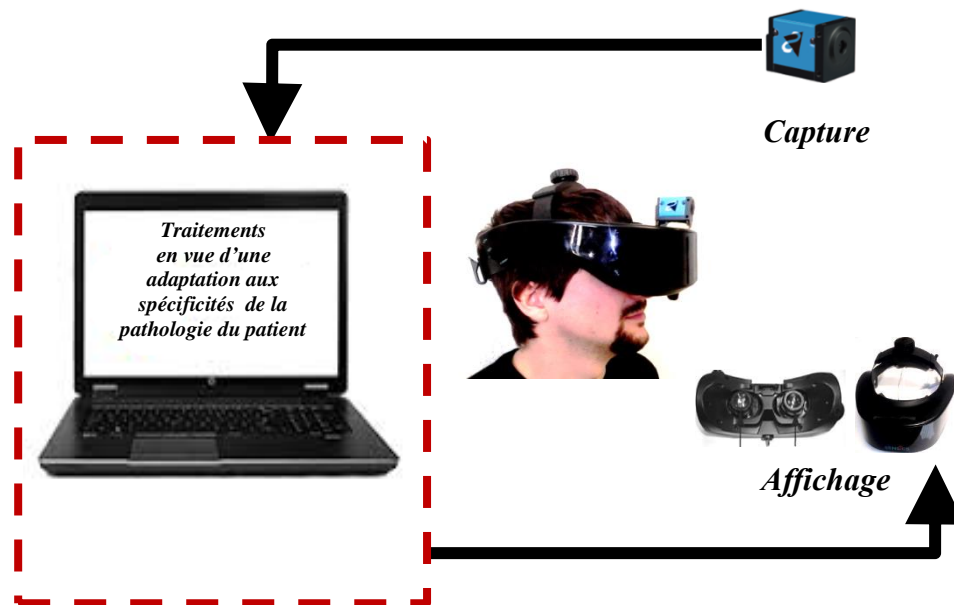 Capture
Traitements
en vue d’une
adaptation aux
spécificités de la
pathologie du patient
Affichage